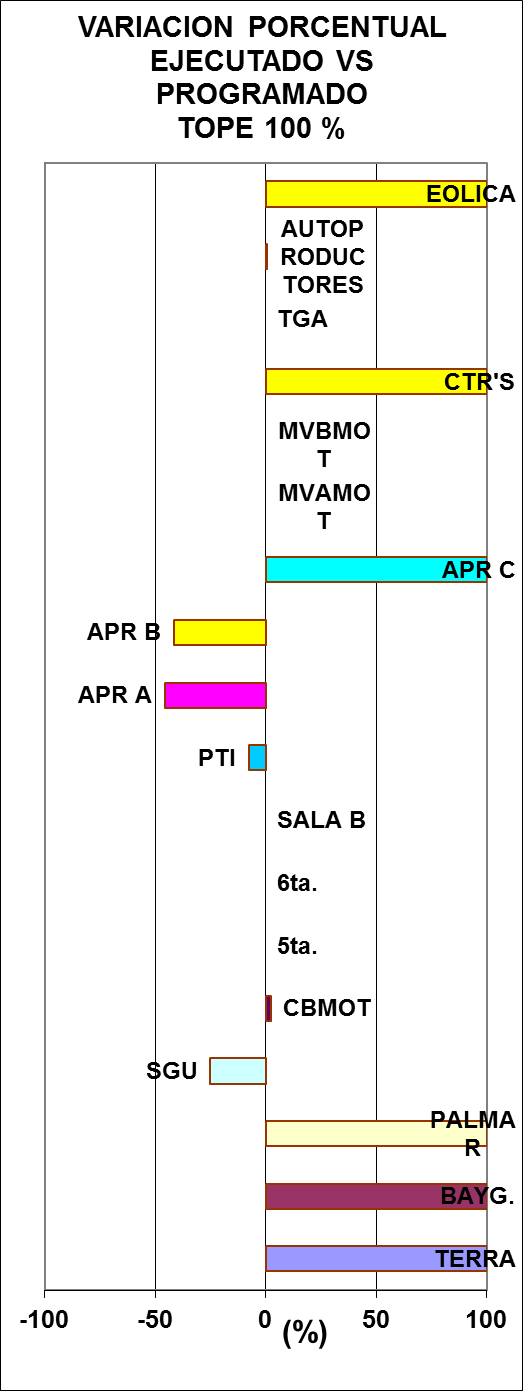 VARIACION PORCENTUAL
EJECUTADO VS
PROGRAMADO
TOPE 100 %
EOLICA
AUTOP
RODUC
TORES
TGA
CTR'S
MVBMO
T
MVAMO
T
APR C
APR B
APR A
PTI
SALA B
6ta.
5ta.
CBMOT
SGU
PALMA
R
BAYG.
TERRA
-100 -50 0 50 100
(%)